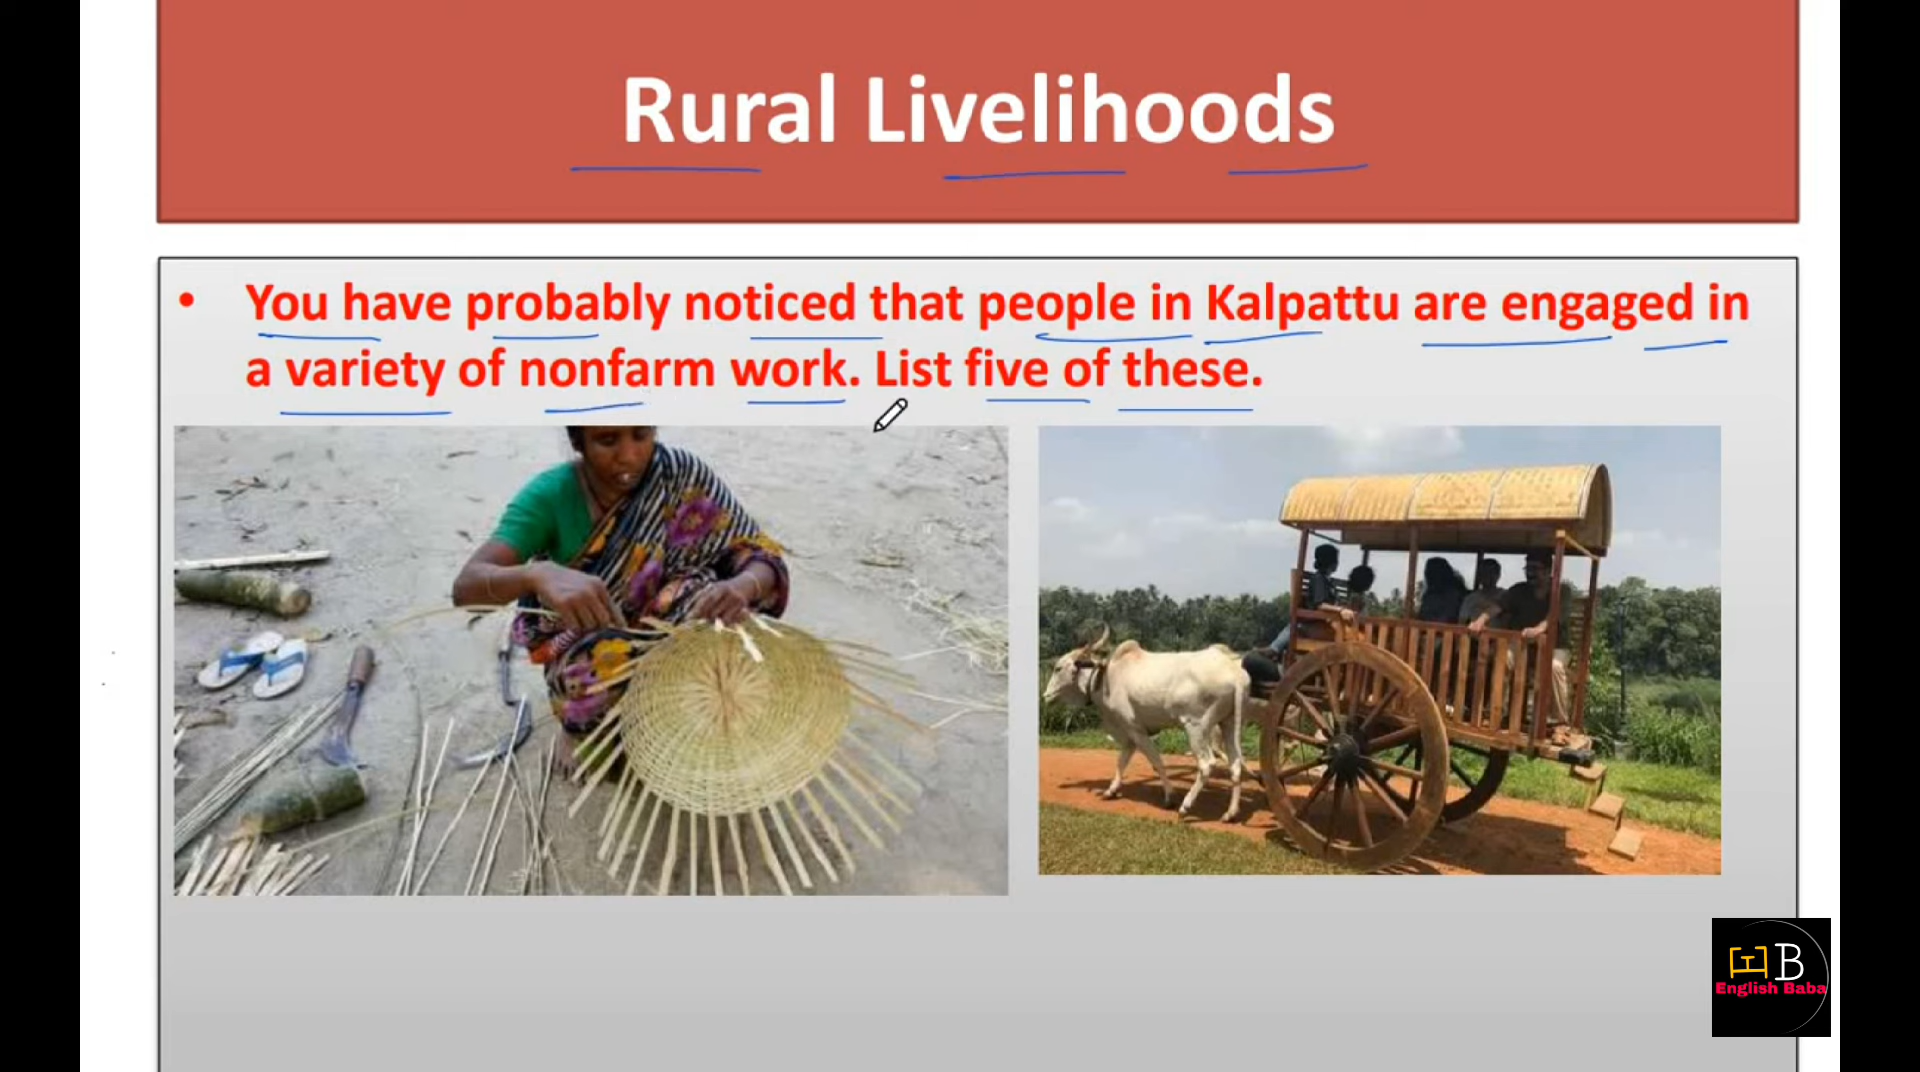 Rural Livelihoods
• You have probably noticed that people in Kalpattu are engaged in
a variety of nonfarm work. List five of these.
B
English Baba